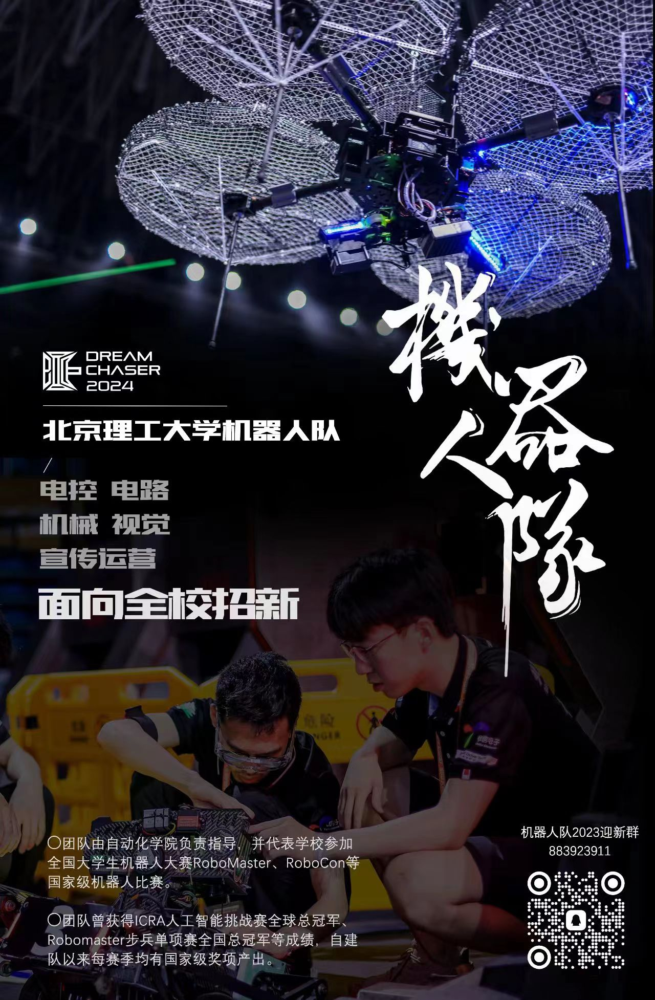 機
器
人
隊
DREAM
CHASER
2024
北京理工大学机器人队
电控 电路
机械 视觉
宣传运营
面向全校招新
危险
○团队由自动化学院负责指导，并代表学校参加
全国大学生机器人大赛RoboMaster、RoboCon等
国家级机器人比赛。
○团队曾获得ICRA人工智能挑战赛全球总冠军、
Robomaster步兵单项赛全国总冠军等成绩，自建
队以来每赛季均有国家级奖项产出。
机器人队2023迎新群
883923911
3